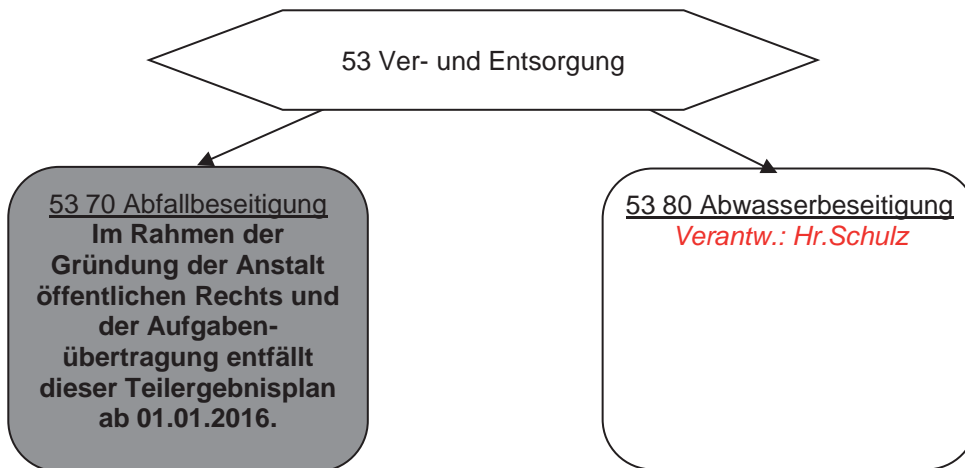 53 Ver- und Entsorgung
53 70 Abfallbeseitigung
Im Rahmen der
Gründung der Anstalt
öffentlichen Rechts und
der Aufgaben-
übertragung entfällt
dieser Teilergebnisplan
ab 01.01.2016.
53 80 Abwasserbeseitigung
Verantw.: Hr.Schulz